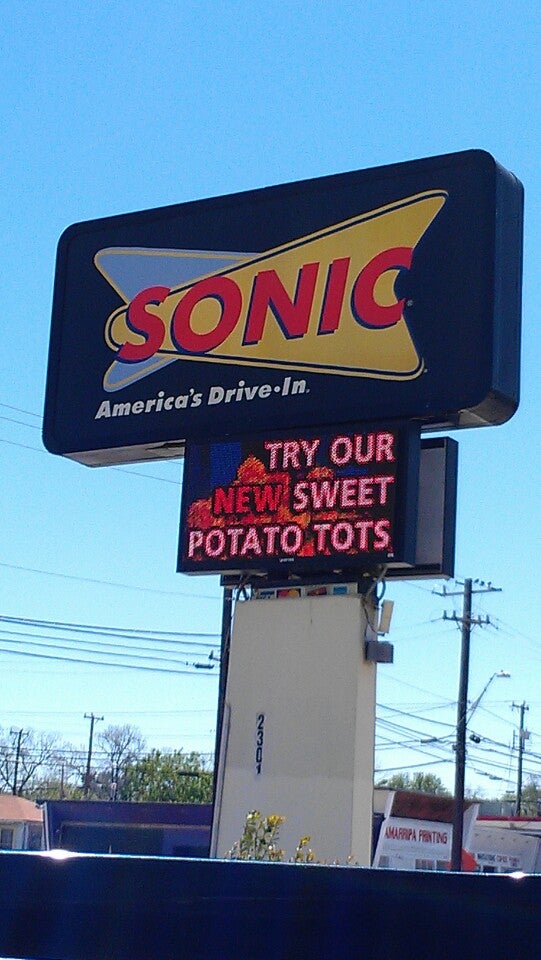 SONIC
America's Drive-In
TRY OUR
NEW SWEET
POTATO TOTS
2301
AMARRIPA PRINTING